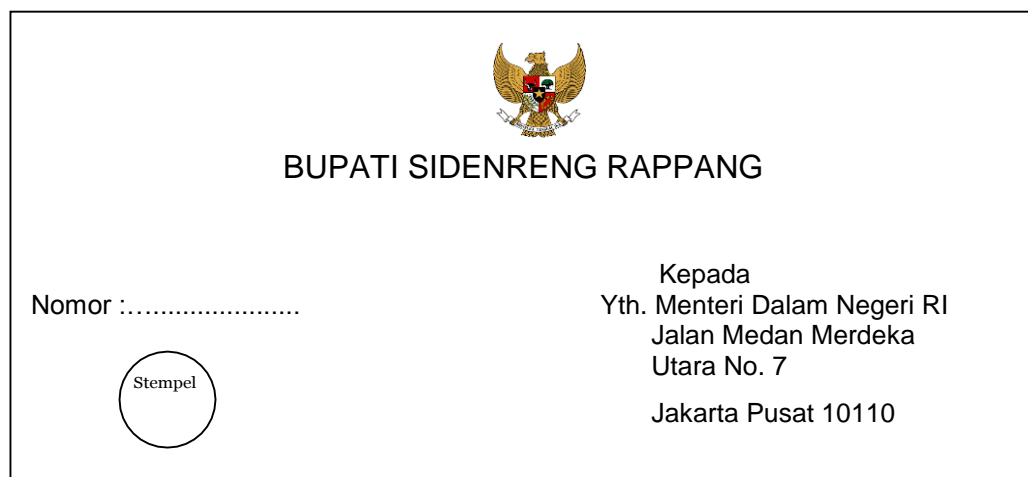 BUPATI SIDENRENG RAPPANG
Kepada
Nomor :…...................
Yth. Menteri Dalam Negeri RI
Jalan Medan Merdeka
Utara No. 7
Stempel
Jakarta Pusat 10110